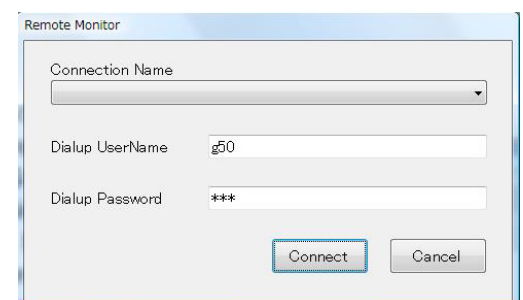 Remote Monitor
Connection Name
Dialup UserName
g50
Dialup Password
***
Connect
Cancel